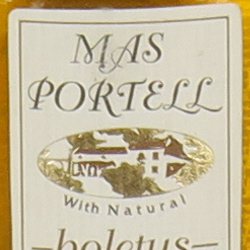 MAS
PORTELL
With Natural
-boletus-